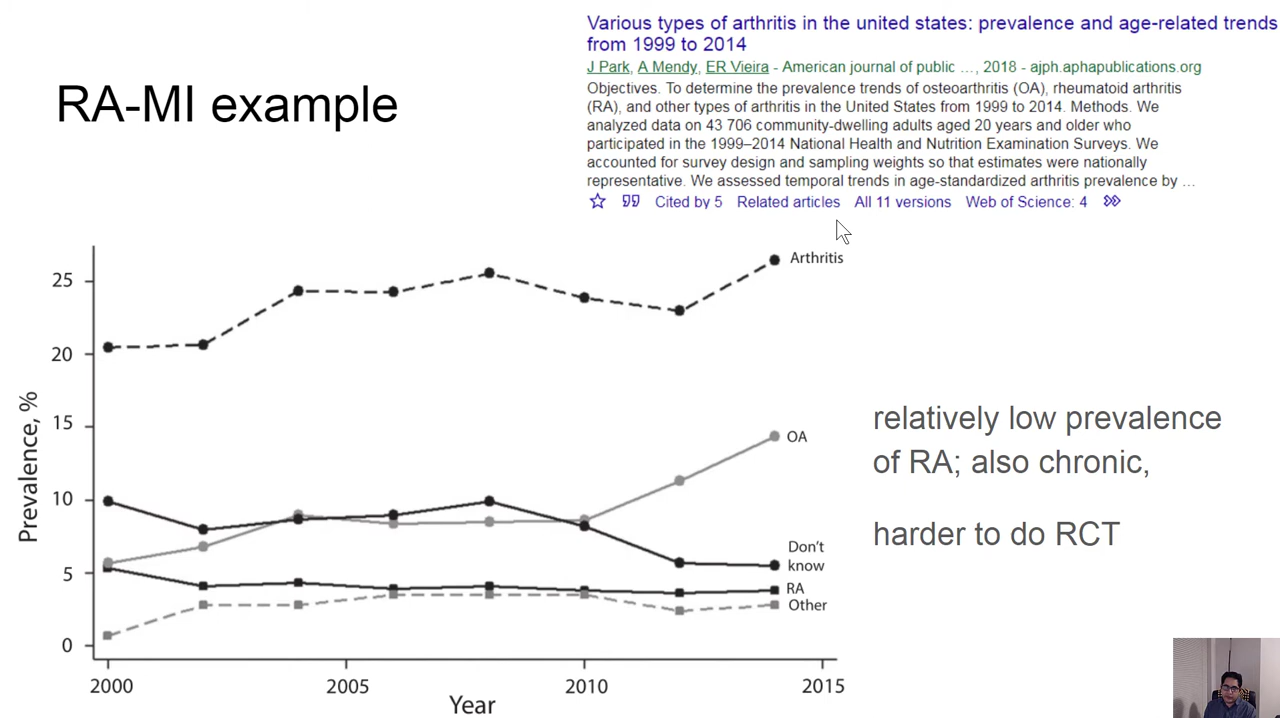 RA-MI example
Various types of arthritis in the united states: prevalence and age-related trends
from 1999 to 2014
J Park, A Mendy, ER Vieira - American journal of public …, 2018 - ajph.aphapublications.org
Objectives. To determine the prevalence trends of osteoarthritis (OA), rheumatoid arthritis
(RA), and other types of arthritis in the United States from 1999 to 2014. Methods. We
analyzed data on 43 706 community-dwelling adults aged 20 years and older who
participated in the 1999–2014 National Health and Nutrition Examination Surveys. We
accounted for survey design and sampling weights so that estimates were nationally
representative. We assessed temporal trends in age-standardized arthritis prevalence by …
Cited by 5 Related articles All 11 versions Web of Science: 4
Prevalence, %
25
20
15
10
5
0
2000
2005
2010
2015
Year
Arthritis
OA
Don't
know
RA
Other
relatively low prevalence
of RA; also chronic,
harder to do RCT